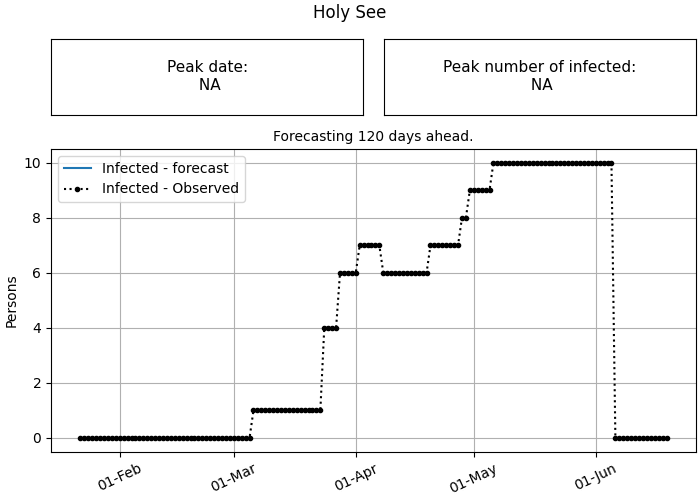 Holy See
Peak date:
NA
Peak number of infected:
NA
Forecasting 120 days ahead.
Infected - forecast
Infected - Observed
Persons
10
8
6
4
2
0
01-Feb
01-Mar
01-Apr
01-May
01-Jun